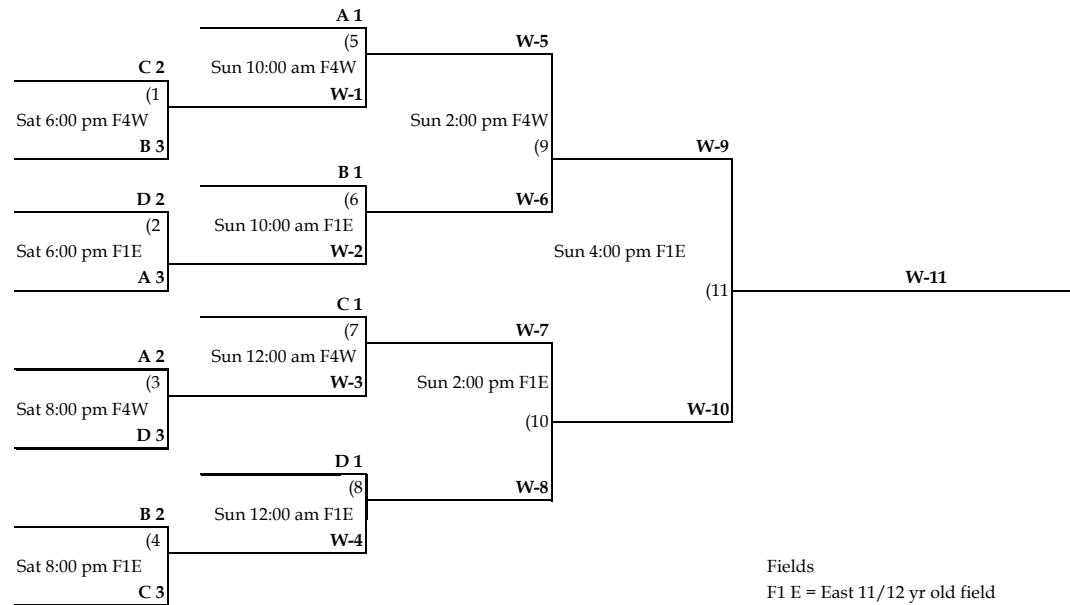 A 1
(5
W-5
Sun 10:00 am F4W
C 2
(1
W-1
Sat 6:00 pm F4W
Sun 2:00 pm F4W
B 3
(9
W-9
B 1
D 2
(6
W-6
(2
Sun 10:00 am F1E
Sat 6:00 pm F1E
W-2
Sun 4:00 pm F1E
A 3
W-11
(11
C 1
(7
W-7
A 2
Sun 12:00 am F4W
(3
W-3
Sun 2:00 pm F1E
Sat 8:00 pm F4W
W-10
D 3
(10
D 1
(8
W-8
B 2
Sun 12:00 am F1E
(4
W-4
Sat 8:00 pm F1E
Fields
C 3
F1 E = East 11/12 yr old field